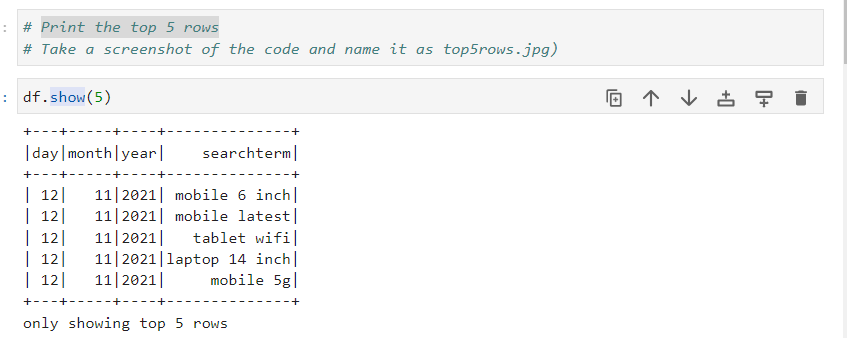 : # Print the top 5 rows
# Take a screenshot of the code and name it as top5rows.jpg)
: df.show(5)
+---+-----+----+--------------+
|day|month|year|    searchterm|
+---+-----+----+--------------+
| 12|   11|2021| mobile 6 inch|
| 12|   11|2021| mobile latest|
| 12|   11|2021|   tablet wifi|
| 12|   11|2021|laptop 14 inch|
| 12|   11|2021|     mobile 5g|
+---+-----+----+--------------+
only showing top 5 rows